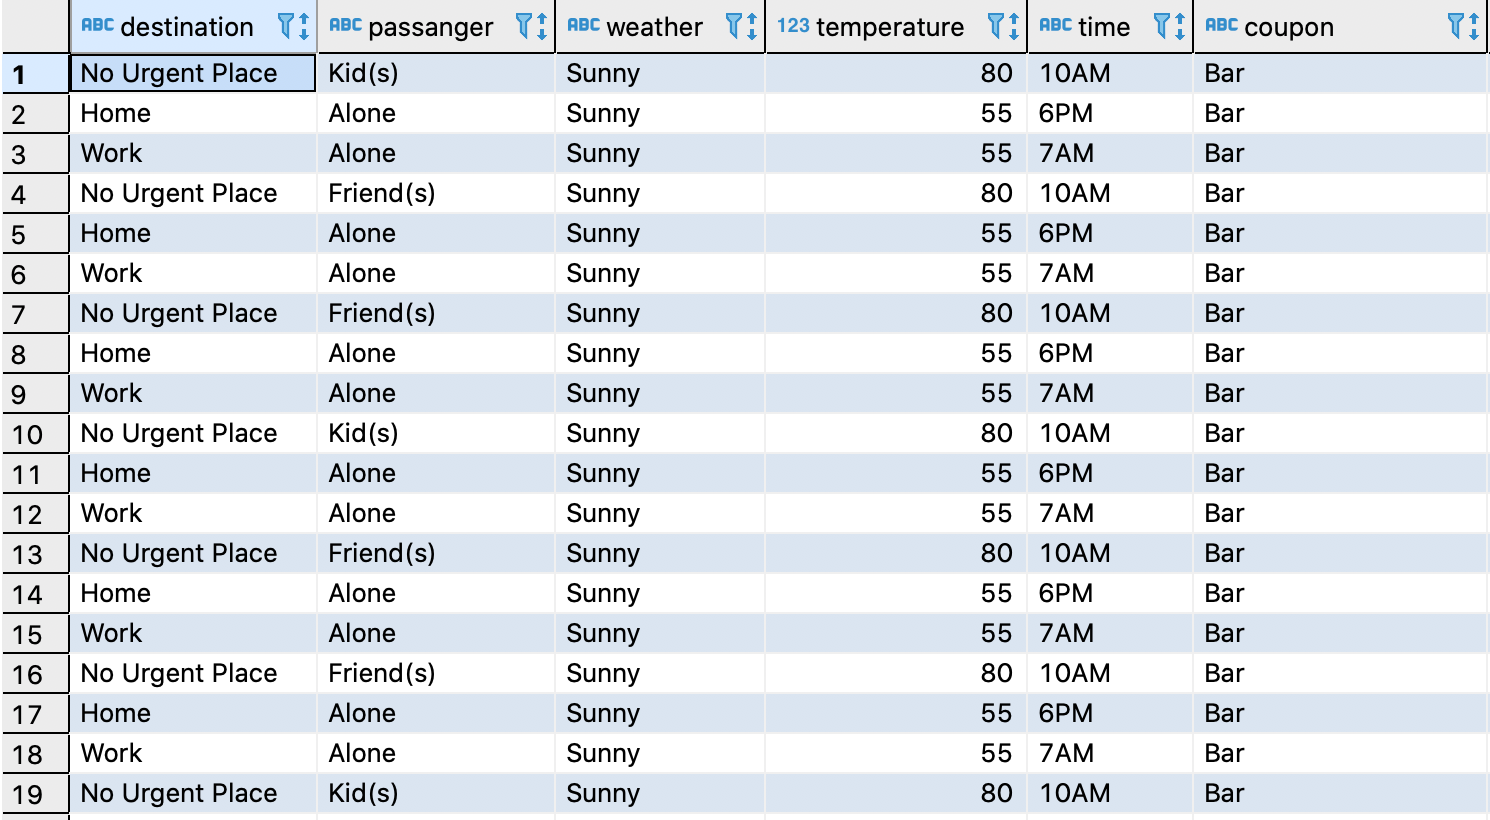 ABC destination ABC passanger ABC weather 123 temperature ABC time ABC coupon
1 No Urgent Place Kid(s) Sunny 80 10AM Bar
2 Home Alone Sunny 55 6PM Bar
3 Work Alone Sunny 55 7AM Bar
4 No Urgent Place Friend(s) Sunny 80 10AM Bar
5 Home Alone Sunny 55 6PM Bar
6 Work Alone Sunny 55 7AM Bar
7 No Urgent Place Friend(s) Sunny 80 10AM Bar
8 Home Alone Sunny 55 6PM Bar
9 Work Alone Sunny 55 7AM Bar
10 No Urgent Place Kid(s) Sunny 80 10AM Bar
11 Home Alone Sunny 55 6PM Bar
12 Work Alone Sunny 55 7AM Bar
13 No Urgent Place Friend(s) Sunny 80 10AM Bar
14 Home Alone Sunny 55 6PM Bar
15 Work Alone Sunny 55 7AM Bar
16 No Urgent Place Friend(s) Sunny 80 10AM Bar
17 Home Alone Sunny 55 6PM Bar
18 Work Alone Sunny 55 7AM Bar
19 No Urgent Place Kid(s) Sunny 80 10AM Bar